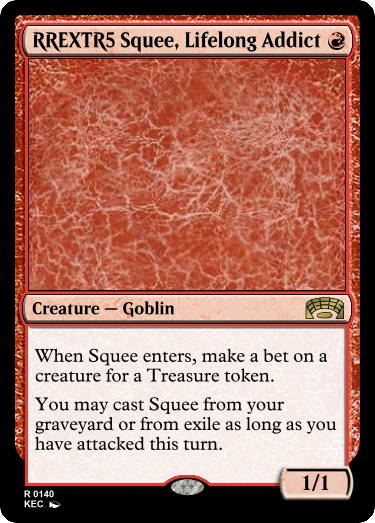 RREXTR5 Squee, Lifelong Addict
Creature — Goblin
When Squee enters, make a bet on a
creature for a Treasure token.
You may cast Squee from your
graveyard or from exile as long as you
have attacked this turn.
1/1
R 0140
KEC